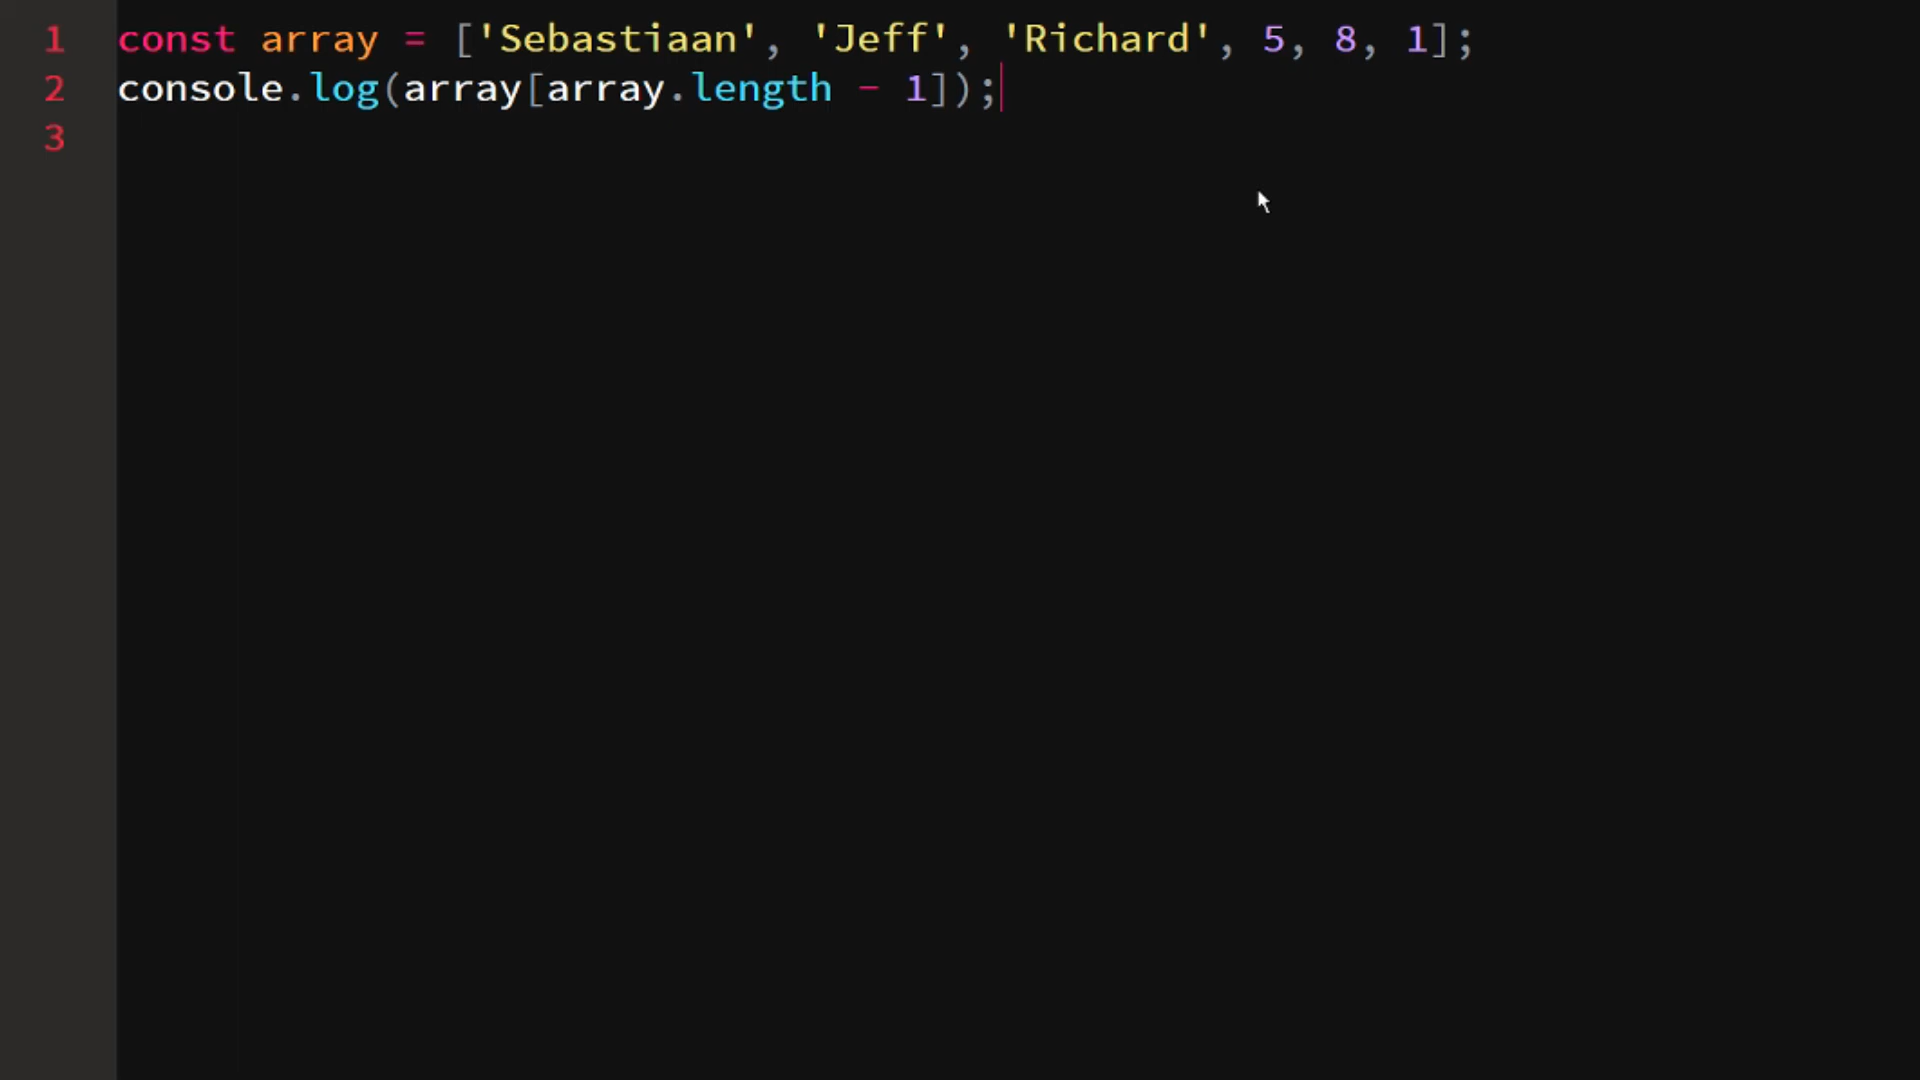 1 const array = ['Sebastiaan', 'Jeff', 'Richard', 5, 8, 1];
2 console.log(array[array.length - 1]);
3